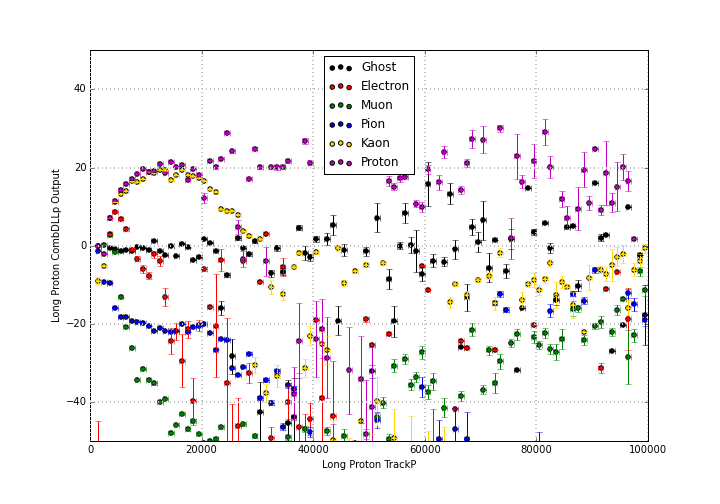 40
20
0
−20
−40
Long Proton CombDLLp Output
Ghost
Electron
Muon
Pion
Kaon
Proton
0 20000 40000 60000 80000 100000
Long Proton TrackP